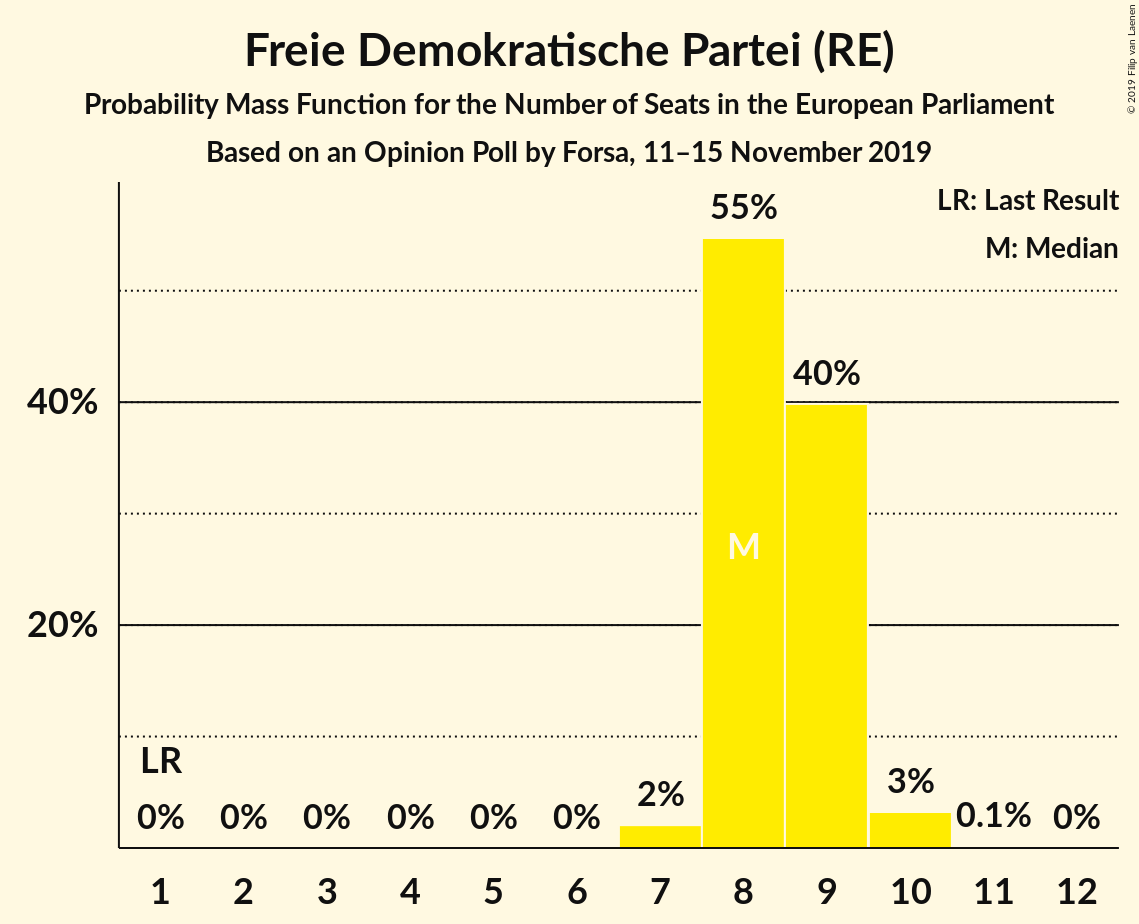 Freie Demokratische Partei (RE)
Probability Mass Function for the Number of Seats in the European Parliament
Based on an Opinion Poll by Forsa, 11–15 November 2019
© 2019 Filip van Laenen
LR: Last Result
M: Median
55%
40%
40%
M
20%
LR
0% 0% 0% 0% 0% 0% 2% 3% 0.1% 0%
1 2 3 4 5 6 7 8 9 10 11 12